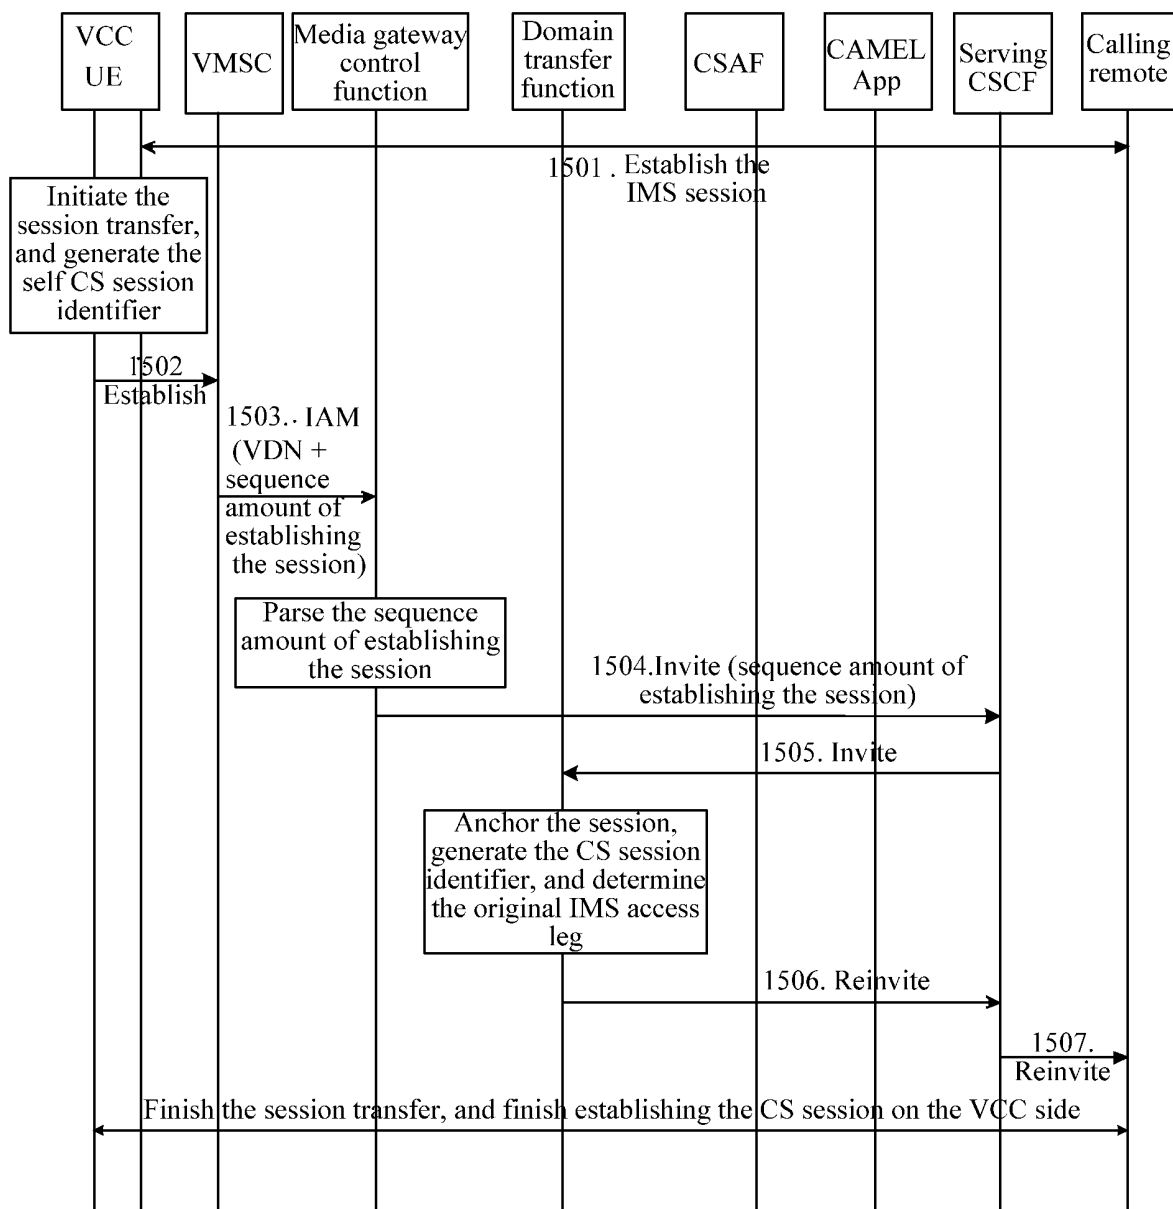 VCC
UE
VMSC
Media gateway
control
function
Domain
transfer
function
CSAF
CAMEL
App
Serving
CSCF
Calling
remote
1501 . Establish the
IMS session
Initiate the
session transfer,
and generate the
self CS session
identifier
1502
Establish
1503.. IAM
(VDN +
sequence
amount of
establishing
the session)
Parse the sequence
amount of establishing
the session
1504.Invite (sequence amount of
establishing the session)
1505. Invite
Anchor the session,
generate the CS session
identifier, and determine
the original IMS access
leg
1506. Reinvite
1507.
Reinvite
Finish the session transfer, and finish establishing the CS session on the VCC side